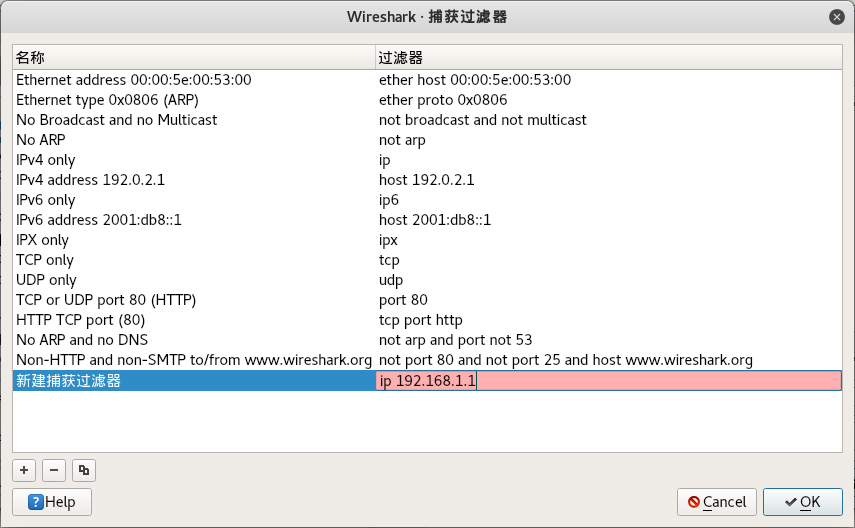 Wireshark · 捕获过滤器
名称 过滤器
Ethernet address 00:00:5e:00:53:00 ether host 00:00:5e:00:53:00
Ethernet type 0x0806 (ARP) ether proto 0x0806
No Broadcast and no Multicast not broadcast and not multicast
No ARP not arp
IPv4 only ip
IPv4 address 192.0.2.1 host 192.0.2.1
IPv6 only ip6
IPv6 address 2001:db8::1 host 2001:db8::1
IPX only ipx
TCP only tcp
UDP only udp
TCP or UDP port 80 (HTTP) port 80
HTTP TCP port (80) tcp port http
No ARP and no DNS not arp and port not 53
Non-HTTP and non-SMTP to/from www.wireshark.org not port 80 and not port 25 and host www.wireshark.org
新建捕获过滤器 ip 192.168.1.1
Help Cancel OK